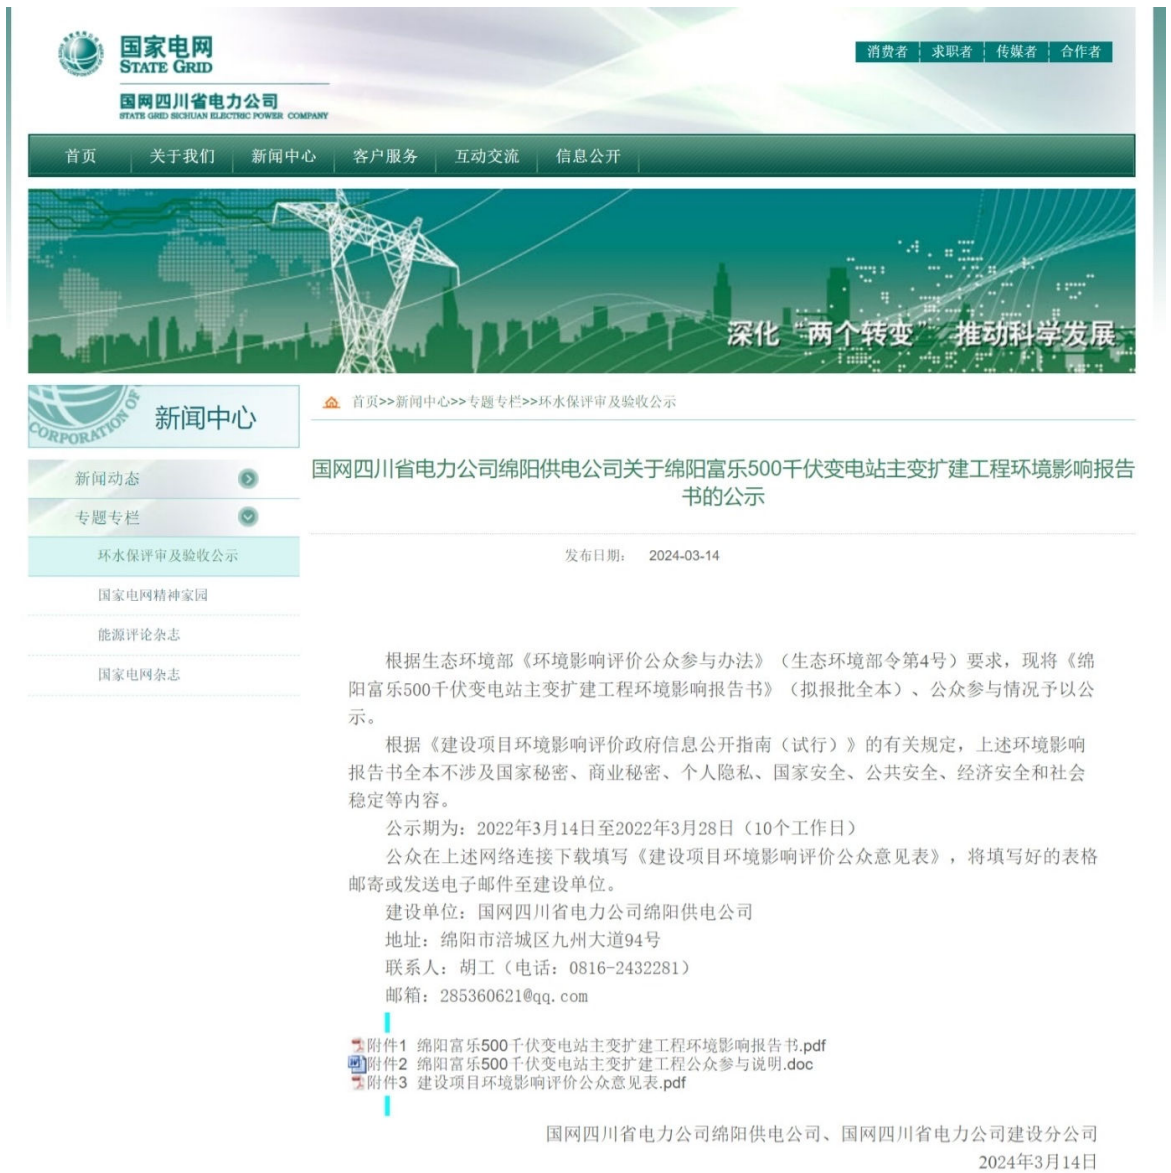 国家电网
STATE GRID
国网四川省电力公司
STATE GRID SICHUAN ELECTRIC POWER COMPANY
消费者 求职者 传媒者 合作者
首页 关于我们 新闻中心 客户服务 互动交流 信息公开
深化“两个转变” 推动科学发展
CORPORATION OF
新闻中心
首页>>新闻中心>>专题专栏>>环水保评审及验收公示
新闻动态
专题专栏
环水保评审及验收公示
国家电网精神家园
能源评论杂志
国家电网杂志
国网四川省电力公司绵阳供电公司关于绵阳富乐500千伏变电站主变扩建工程环境影响报告
书的公示
发布日期： 2024-03-14
根据生态环境部《环境影响评价公众参与办法》（生态环境部令第4号）要求，现将《绵
阳富乐500千伏变电站主变扩建工程环境影响报告书》（拟报批全本）、公众参与情况予以公
示。
根据《建设项目环境影响评价政府信息公开指南（试行）》的有关规定，上述环境影响
报告书全本不涉及国家秘密、商业秘密、个人隐私、国家安全、公共安全、经济安全和社会
稳定等内容。
公示期为：2022年3月14日至2022年3月28日（10个工作日）
公众在上述网络连接下载填写《建设项目环境影响评价公众意见表》，将填写好的表格
邮寄或发送电子邮件至建设单位。
建设单位：国网四川省电力公司绵阳供电公司
地址：绵阳市涪城区九州大道94号
联系人：胡工（电话：0816-2432281）
邮箱：285360621@qq.com
附件1 绵阳富乐500千伏变电站主变扩建工程环境影响报告书.pdf
附件2 绵阳富乐500千伏变电站主变扩建工程公众参与说明.doc
附件3 建设项目环境影响评价公众意见表.pdf
国网四川省电力公司绵阳供电公司、国网四川省电力公司建设分公司
2024年3月14日